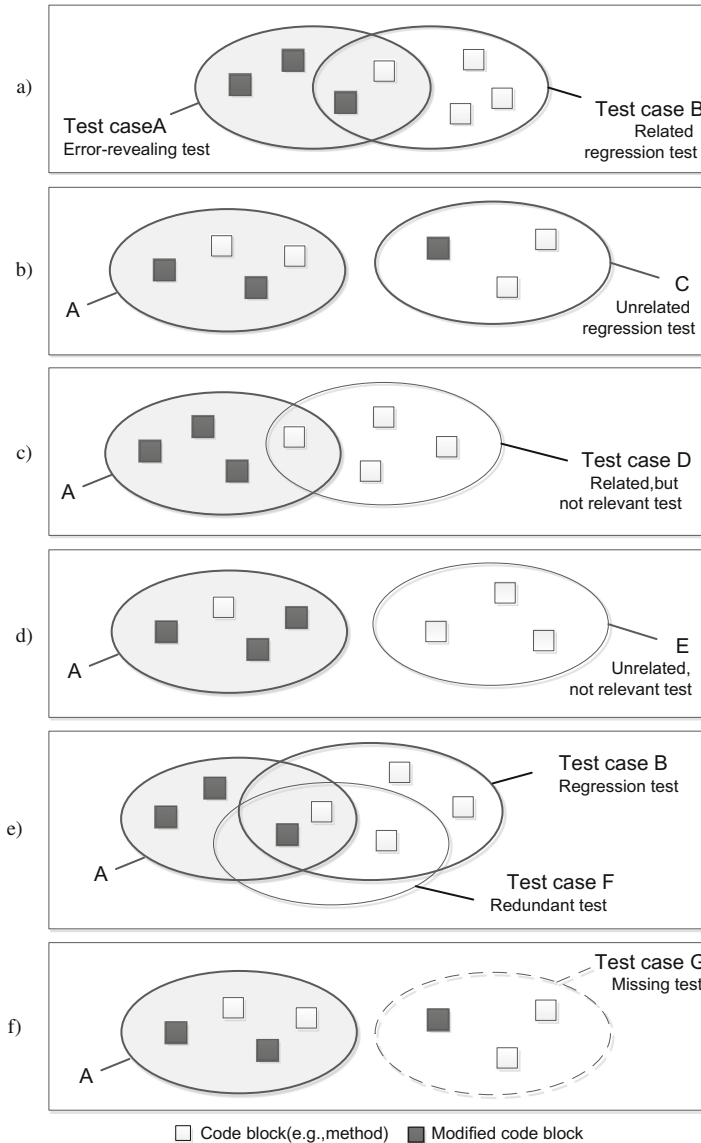 a)
Test caseA
Error-revealing test
Test case B
Related
regression test
b)
A
C
Unrelated
regression test
c)
A
Test case D
Related,but
not relevant test
d)
A
E
Unrelated,
not relevant test
e)
A
Test case B
Regression test
Test case F
Redundant test
f)
A
Test case G
Missing test
Code block(e.g.,method) Modified code block